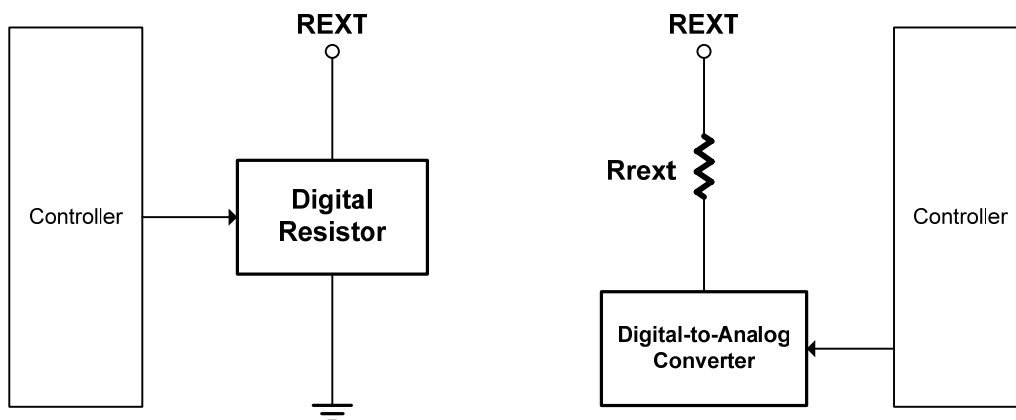 REXT
Controller
Digital
Resistor
REXT
Rrext
Digital-to-Analog
Converter
Controller